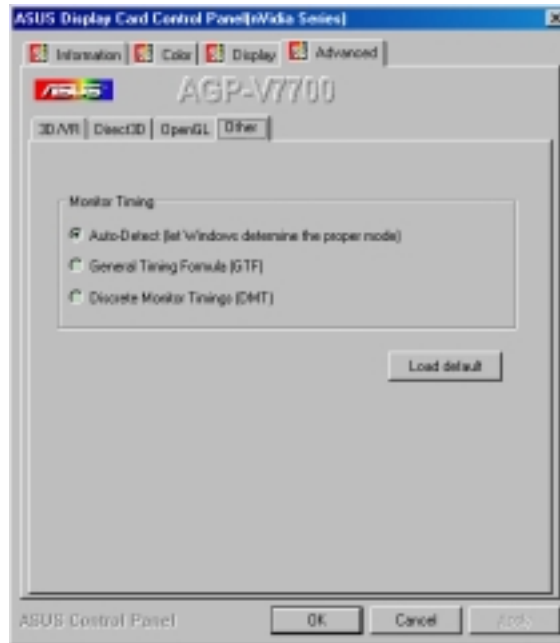 ASUS Display Card Control Panel(nVidia Series)
Information Color Display Advanced
ASUS AGP-V7700
3D/VR Direct3D OpenGL Other
Monitor Timing
Auto-Detect (let Windows determine the proper mode)
General Timing Formula (GTF)
Discrete Monitor Timings (DMT)
Load default
ASUS Control Panel OK Cancel Apply